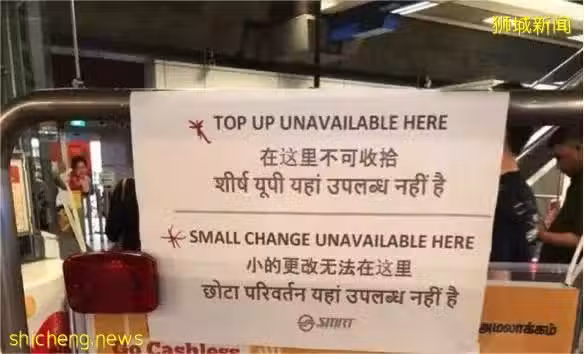 狮城新闻
TOP UP UNAVAILABLE HERE
在这里不可收拾
शीर्ष यूपी यहां उपलब्ध नहीं है
SMALL CHANGE UNAVAILABLE HERE
小的更改无法在这里
छोटा परिवर्तन यहां उपलब्ध नहीं है
SMRT
அமலாக்கம்
Go Cashless
shicheng.news